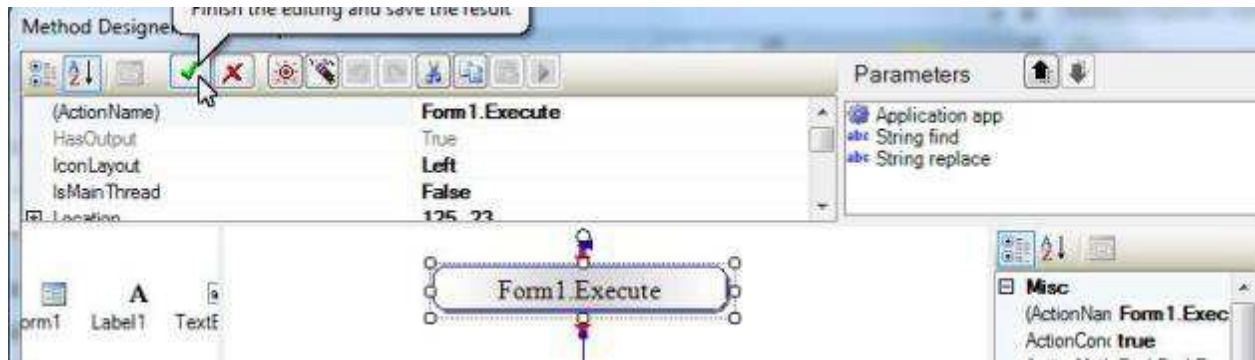 Finish the editing and save the result
Method Designe
Parameters
(ActionName) Form1.Execute
HasOutput True
IconLayout Left
IsMainThread False
Location 125, 23
Application app
abc String find
abc String replace
Form1.Execute
orm1 Label1 TextE
Misc
(ActionNan Form1.Exec
ActionConc true